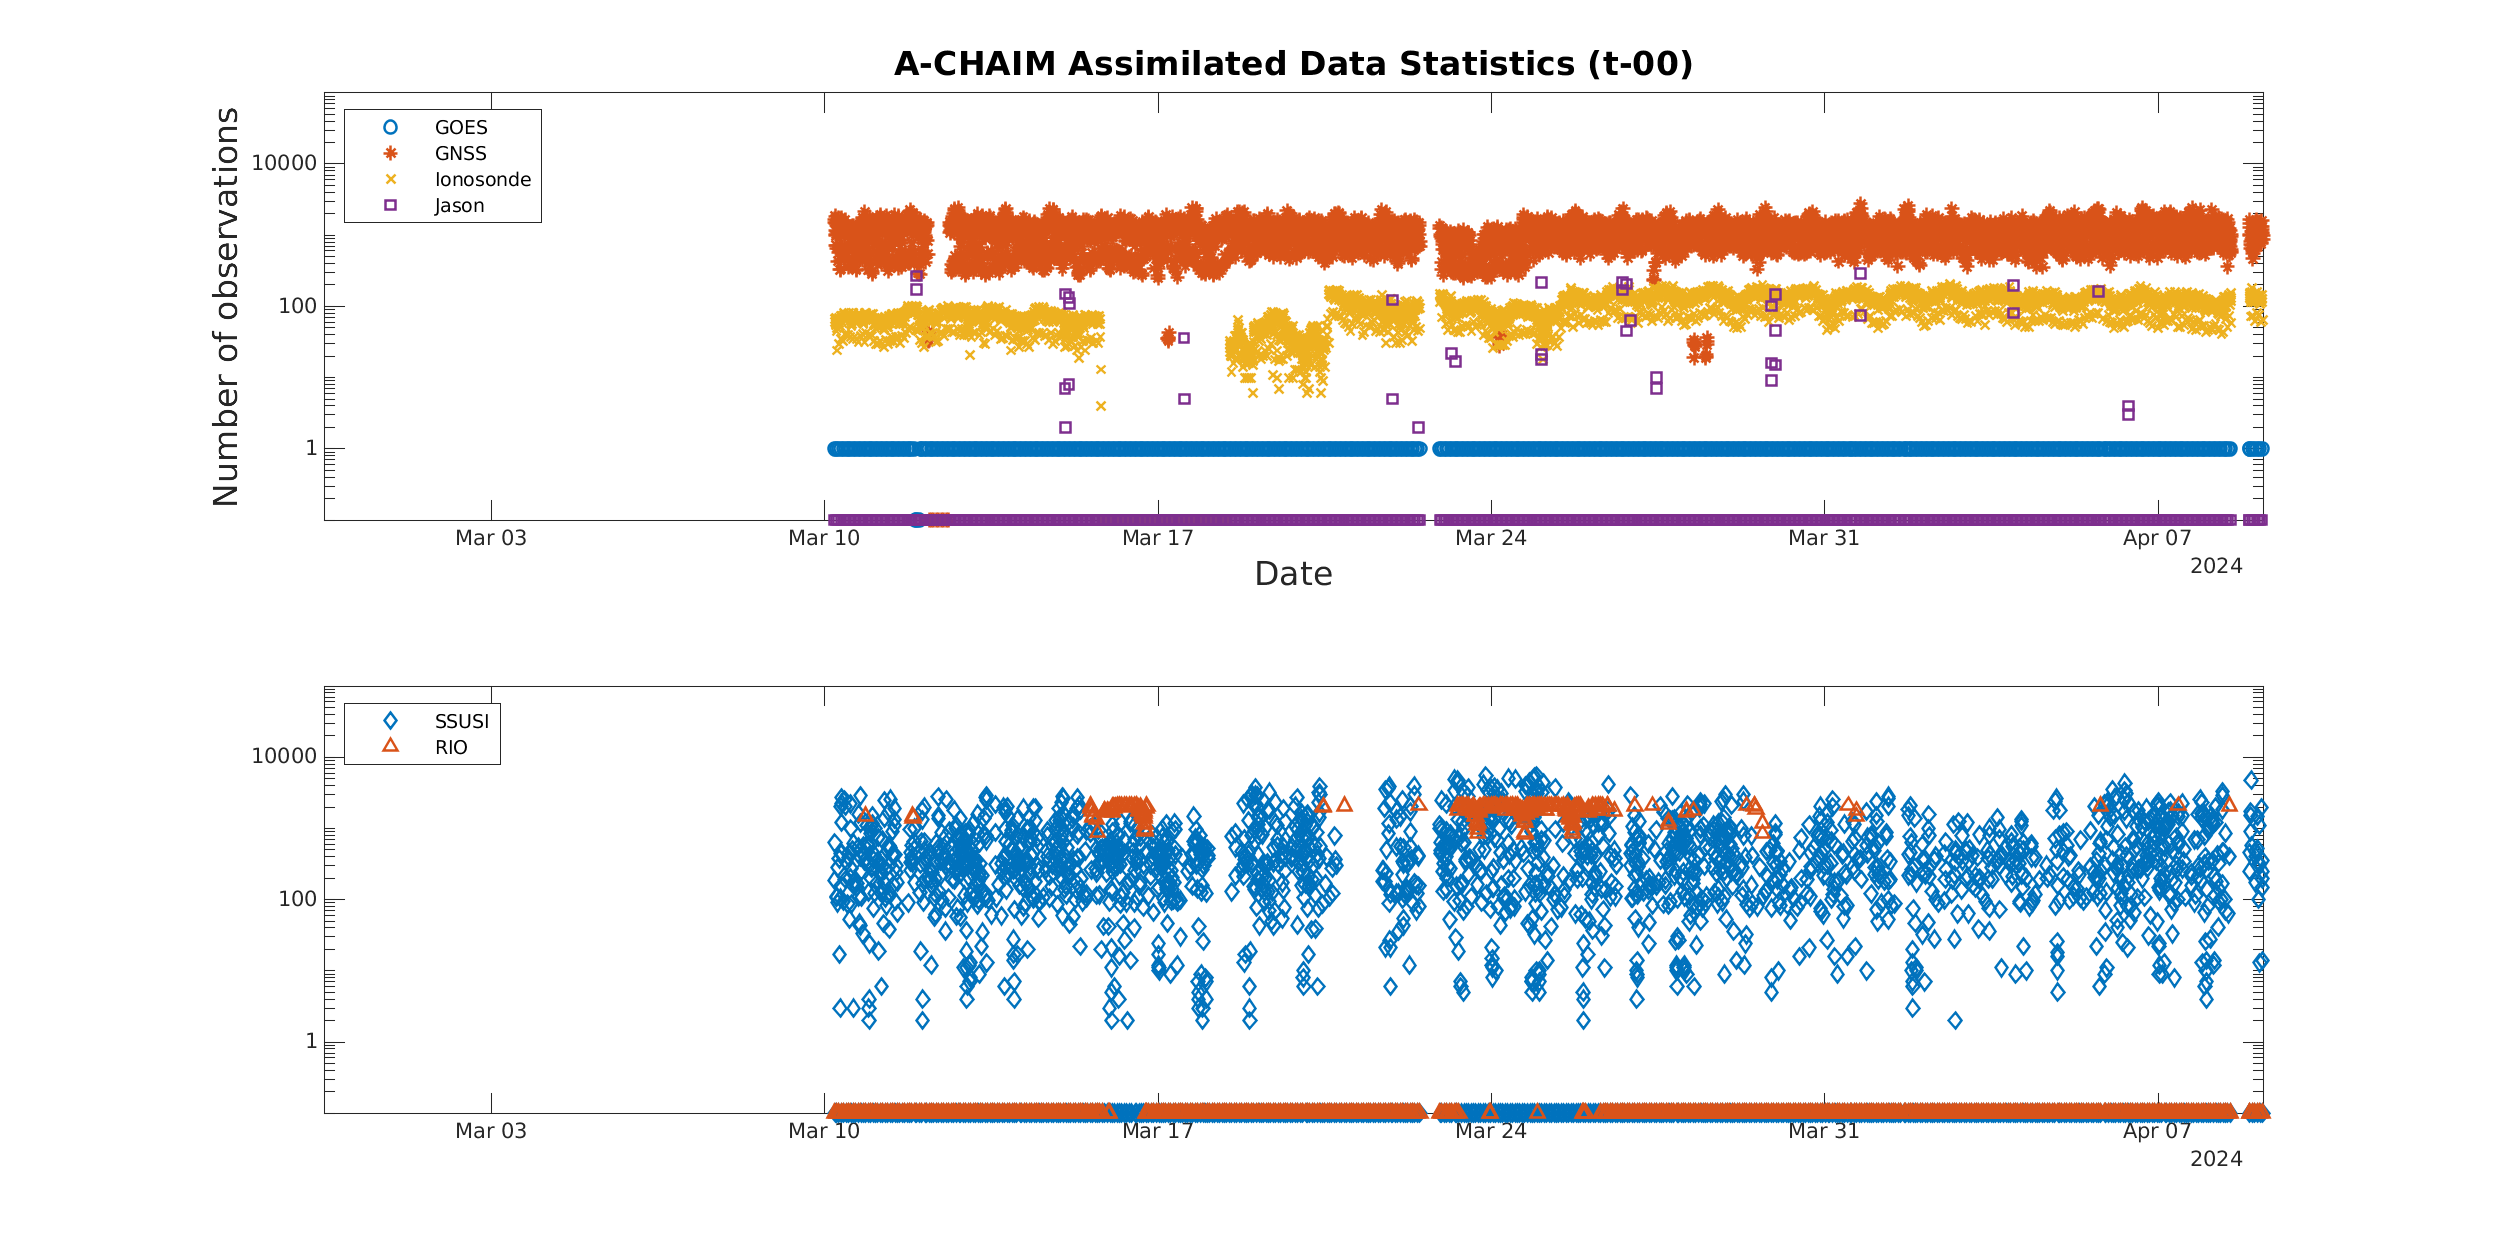 A-CHAIM Assimilated Data Statistics (t-00)
Number of observations
10000
100
1
GOES
GNSS
Ionosonde
Jason
Mar 03
Mar 10
Mar 17
Mar 24
Mar 31
Apr 07
2024
Date
10000
100
1
SSUSI
RIO
Mar 03
Mar 10
Mar 17
Mar 24
Mar 31
Apr 07
2024